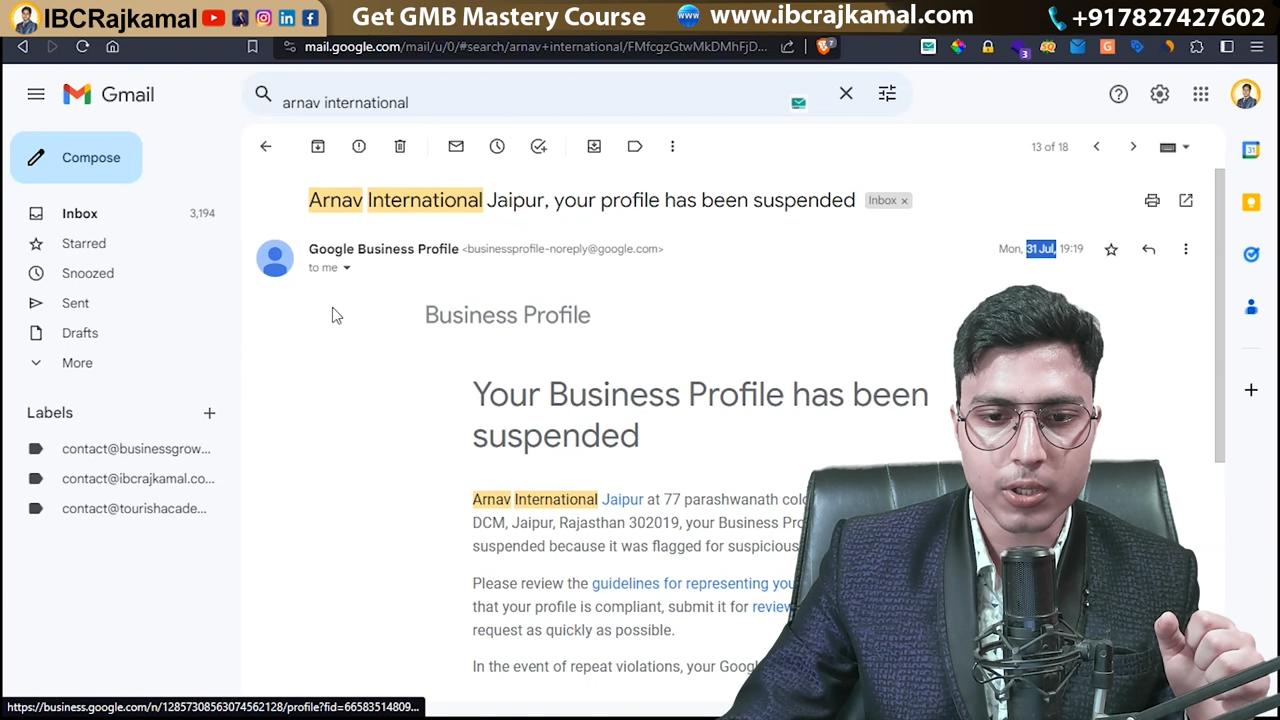 IBCRajkamal
Get GMB Mastery Course
www.ibcrajkamal.com
+917827427602
mail.google.com/mail/u/0/#search/arnav+international/FMfcgzGtwMkDMhFjD...
7
3
Gmail
arnav international
Compose
13 of 18
Inbox 3,194
Starred
Snoozed
Sent
Drafts
More
Labels
contact@businessgrow...
contact@ibcrajkamal.co...
contact@tourishacade...
Arnav International Jaipur, your profile has been suspended
Inbox ×
Google Business Profile <businessprofile-noreply@google.com>
Mon, 31 Jul, 19:19
to me
Business Profile
Your Business Profile has been
suspended
Arnav International Jaipur at 77 parashwanath
DCM, Jaipur, Rajasthan 302019, your Business
suspended because it was flagged for suspicious
Please review the guidelines for representing
that your profile is compliant, submit it for review
request as quickly as possible.
In the event of repeat violations, your
https://business.google.com/n/12857308563074562128/profile?fid=66583514809...
31